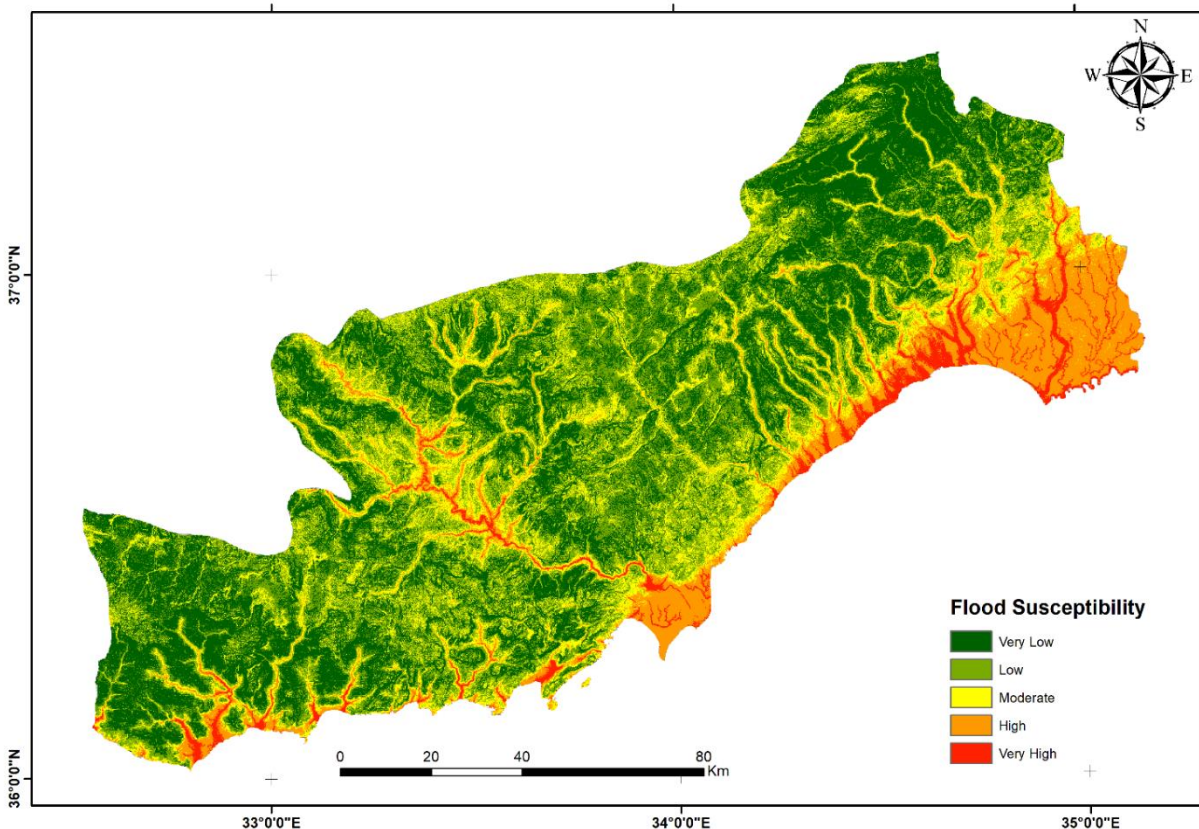 N
W E
S
37°0'0"N
36°0'0"N
Flood Susceptibility
Very Low
Low
Moderate
High
Very High
0 20 40 80
Km
33°0'0"E 34°0'0"E 35°0'0"E